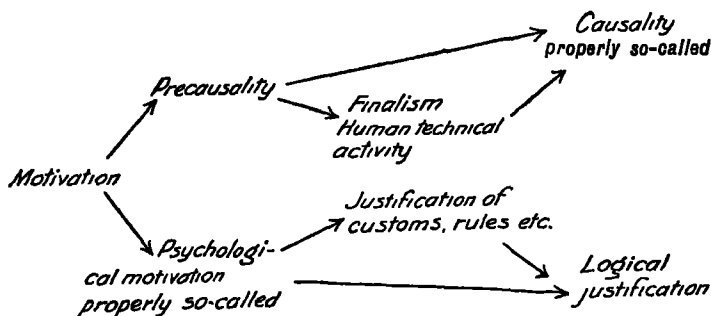 Causality
properly so-called
Precausality
Finalism
Human technical
activity
Motivation
Justification of
customs, rules etc.
Psychologi-
cal motivation
properly so-called
Logical
justification